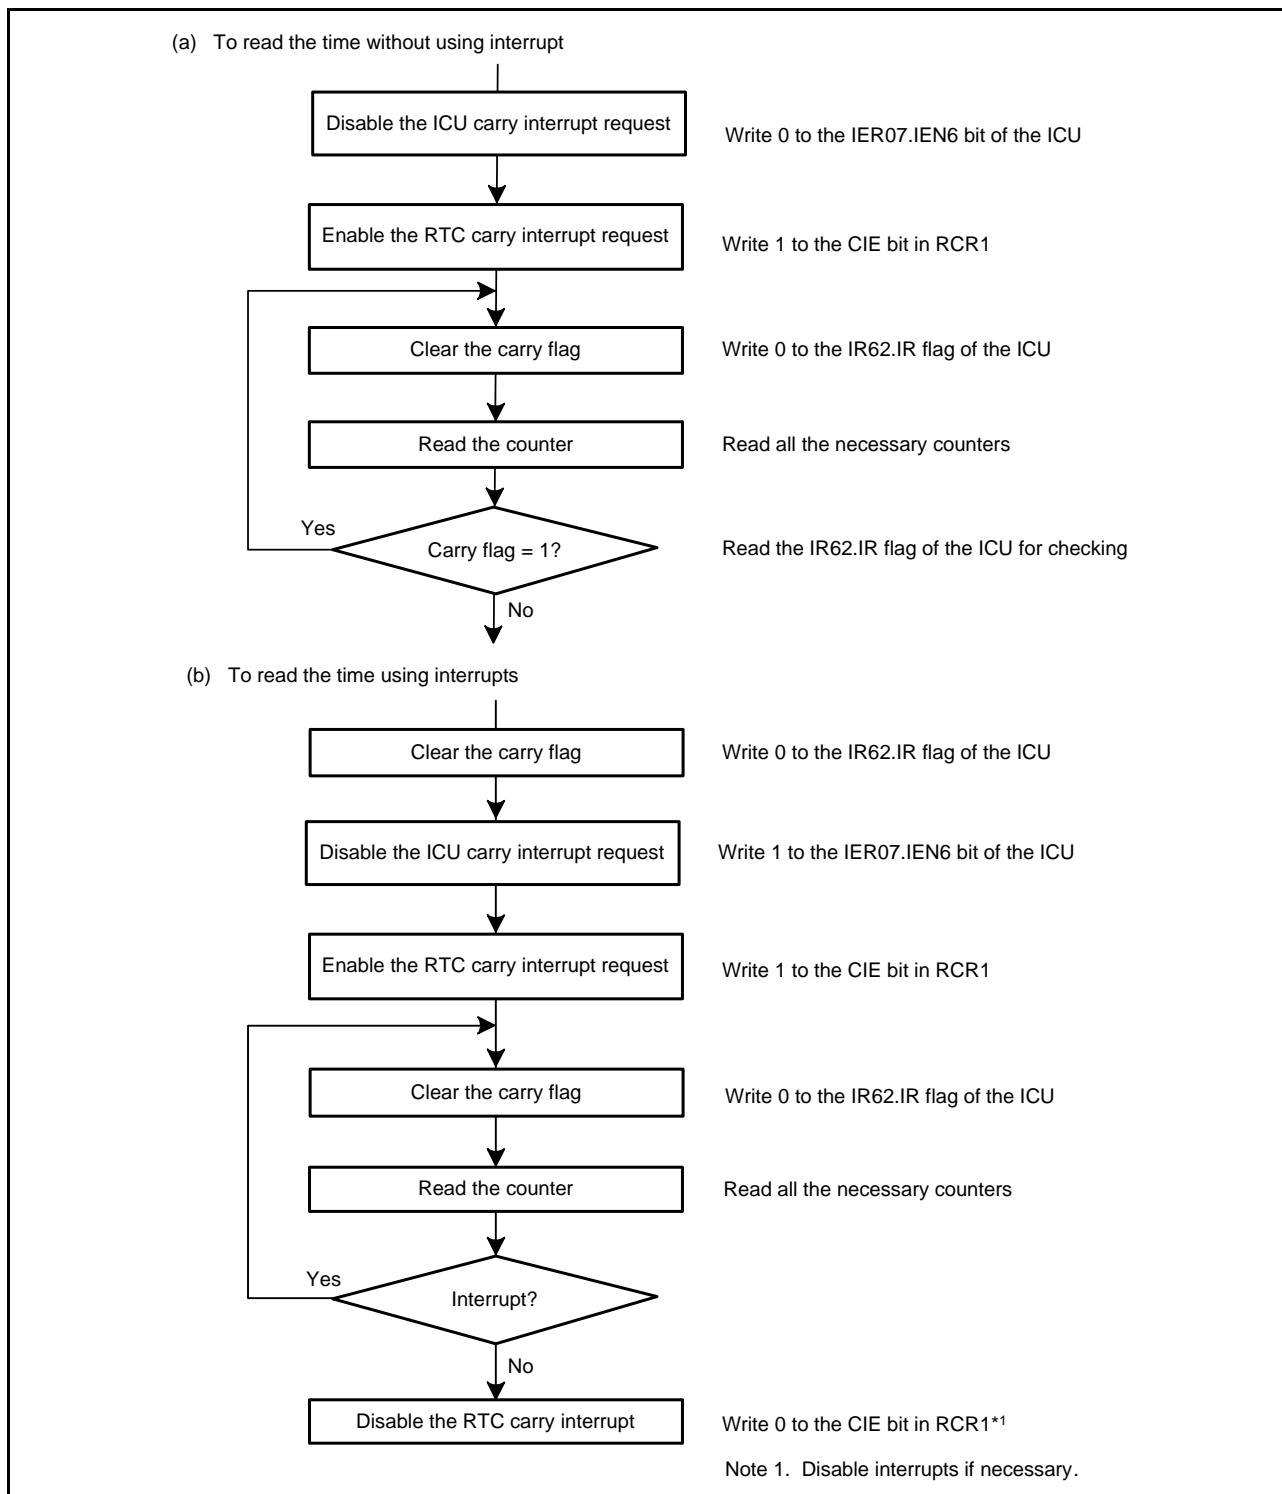 (a) To read the time without using interrupt
Disable the ICU carry interrupt request
Write 0 to the IER07.IEN6 bit of the ICU
Enable the RTC carry interrupt request
Write 1 to the CIE bit in RCR1
Clear the carry flag
Write 0 to the IR62.IR flag of the ICU
Read the counter
Read all the necessary counters
Yes
Carry flag = 1?
Read the IR62.IR flag of the ICU for checking
No
(b) To read the time using interrupts
Clear the carry flag
Write 0 to the IR62.IR flag of the ICU
Disable the ICU carry interrupt request
Write 1 to the IER07.IEN6 bit of the ICU
Enable the RTC carry interrupt request
Write 1 to the CIE bit in RCR1
Clear the carry flag
Write 0 to the IR62.IR flag of the ICU
Read the counter
Read all the necessary counters
Yes
Interrupt?
No
Disable the RTC carry interrupt
Write 0 to the CIE bit in RCR1*1
Note 1. Disable interrupts if necessary.